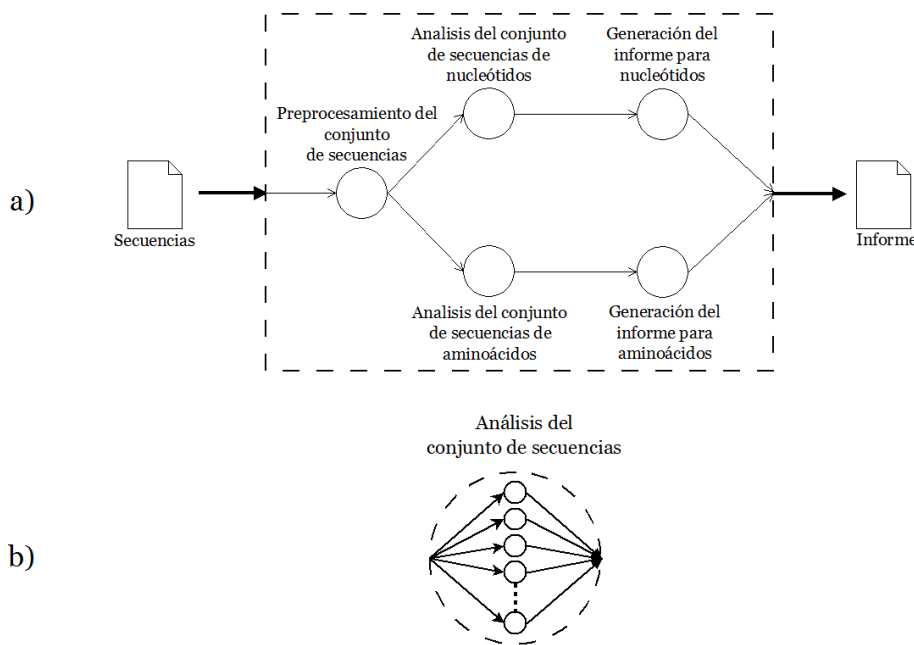 Analisis del conjunto
de secuencias de
nucleótidos
Generación del
informe para
nucléotidos
Preprocesamiento del
conjunto
de secuencias
a)
Secuencias
Informe
Analisis del conjunto
de secuencias de
aminoácidos
Generación del
informe para
aminoácidos
Análisis del
conjunto de secuencias
b)